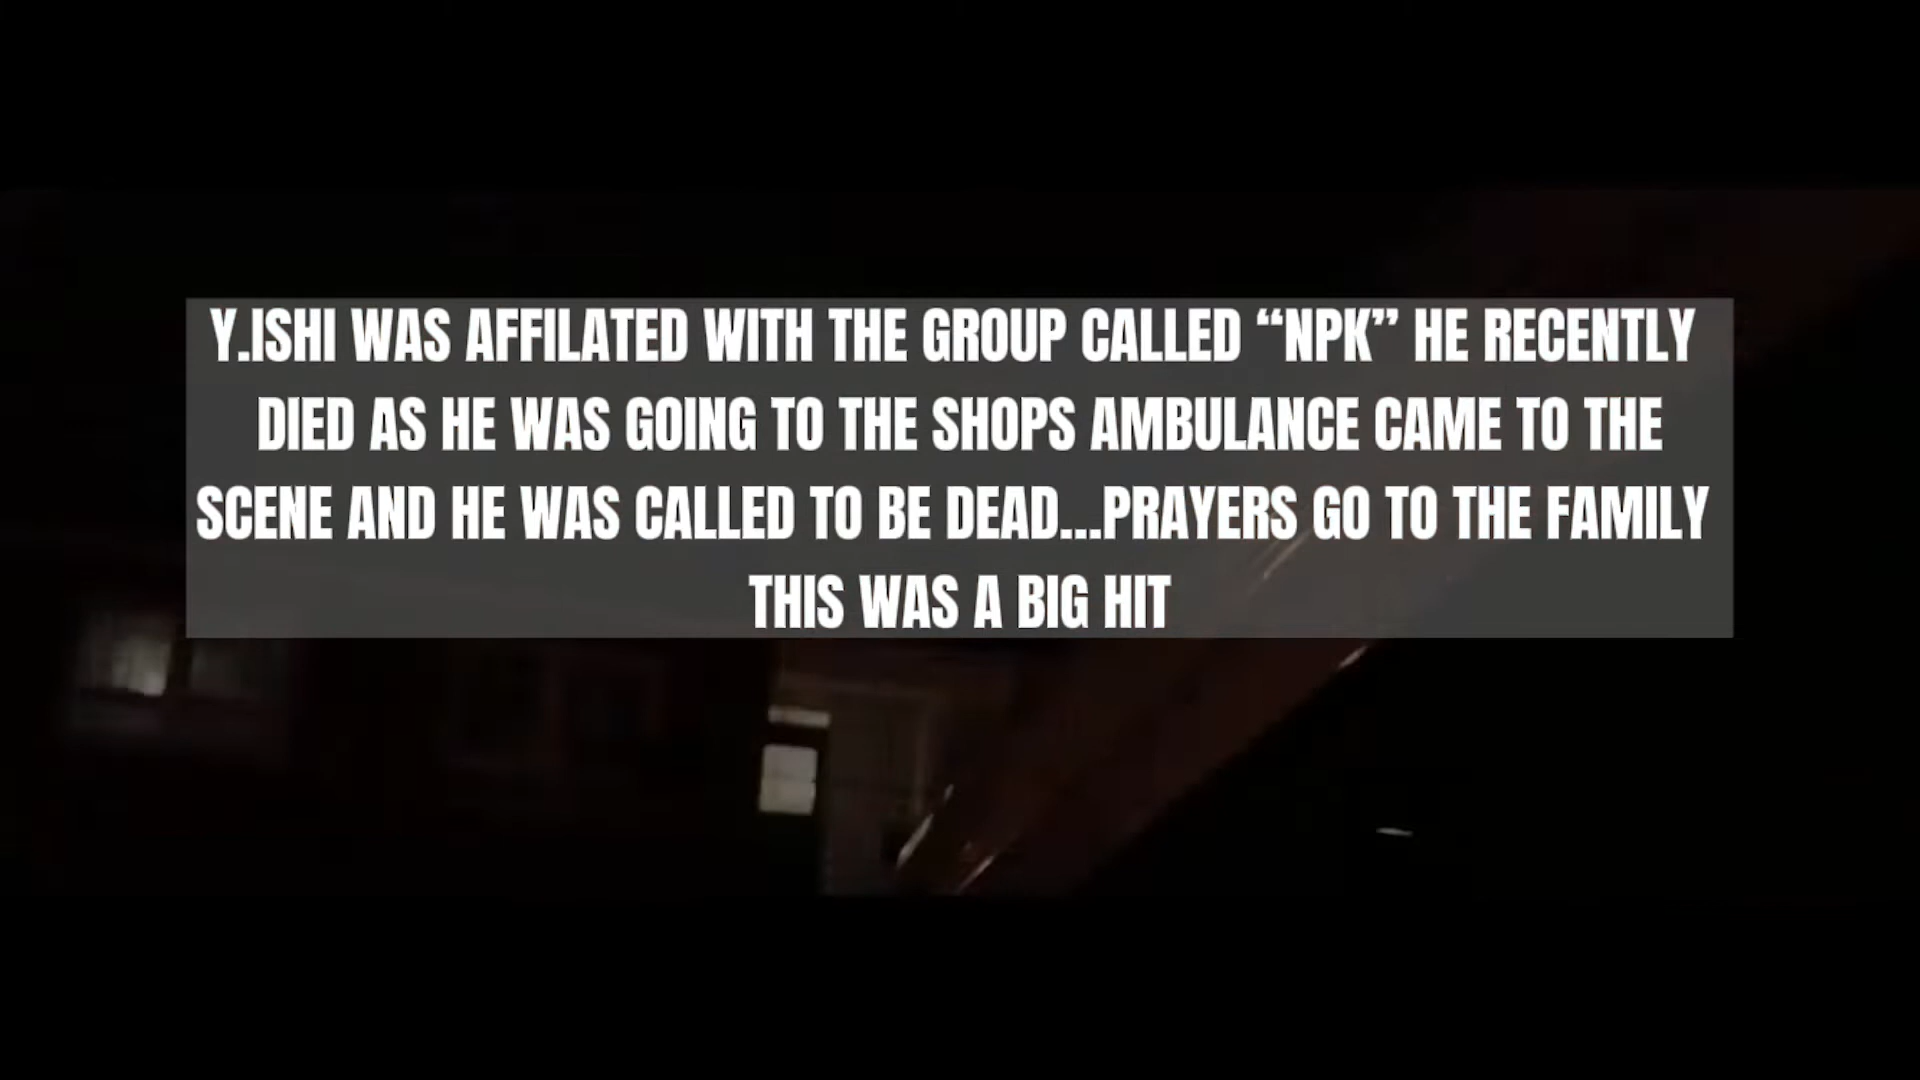 Y.ISHI WAS AFFILATED WITH THE GROUP CALLED “NPK” HE RECENTLY
DIED AS HE WAS GOING TO THE SHOPS AMBULANCE CAME TO THE
SCENE AND HE WAS CALLED TO BE DEAD...PRAYERS GO TO THE FAMILY
THIS WAS A BIG HIT